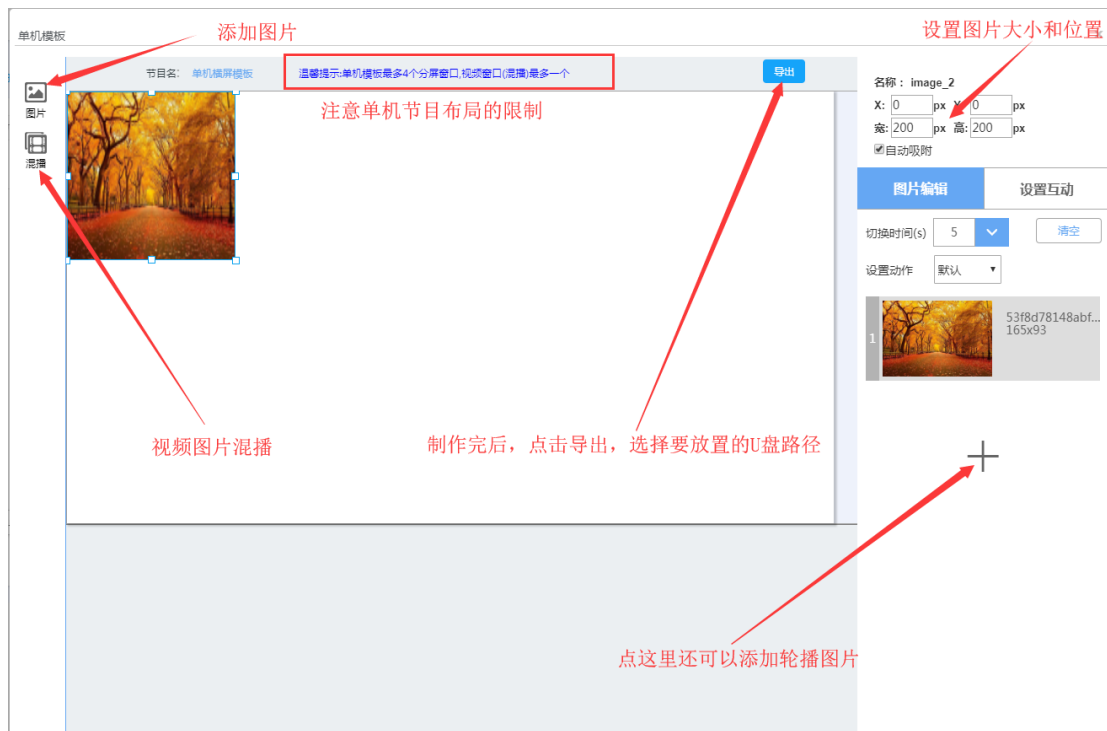 添加图片
设置图片大小和位置
单机模板
节目名: 单机横屏模板
温馨提示:单机模板最多4个分屏窗口,视频窗口(混播)最多一个
导出
名称： image_2
图片
注意单机节目布局的限制
X: 0 px Y: 0 px
宽: 200 px 高: 200 px
混播
自动吸附
图片编辑
设置互动
切换时间(s) 5
清空
设置动作 默认
1
53f8d78148abf...
165x93
视频图片混播
制作完后，点击导出，选择要放置的U盘路径
点这里还可以添加轮播图片